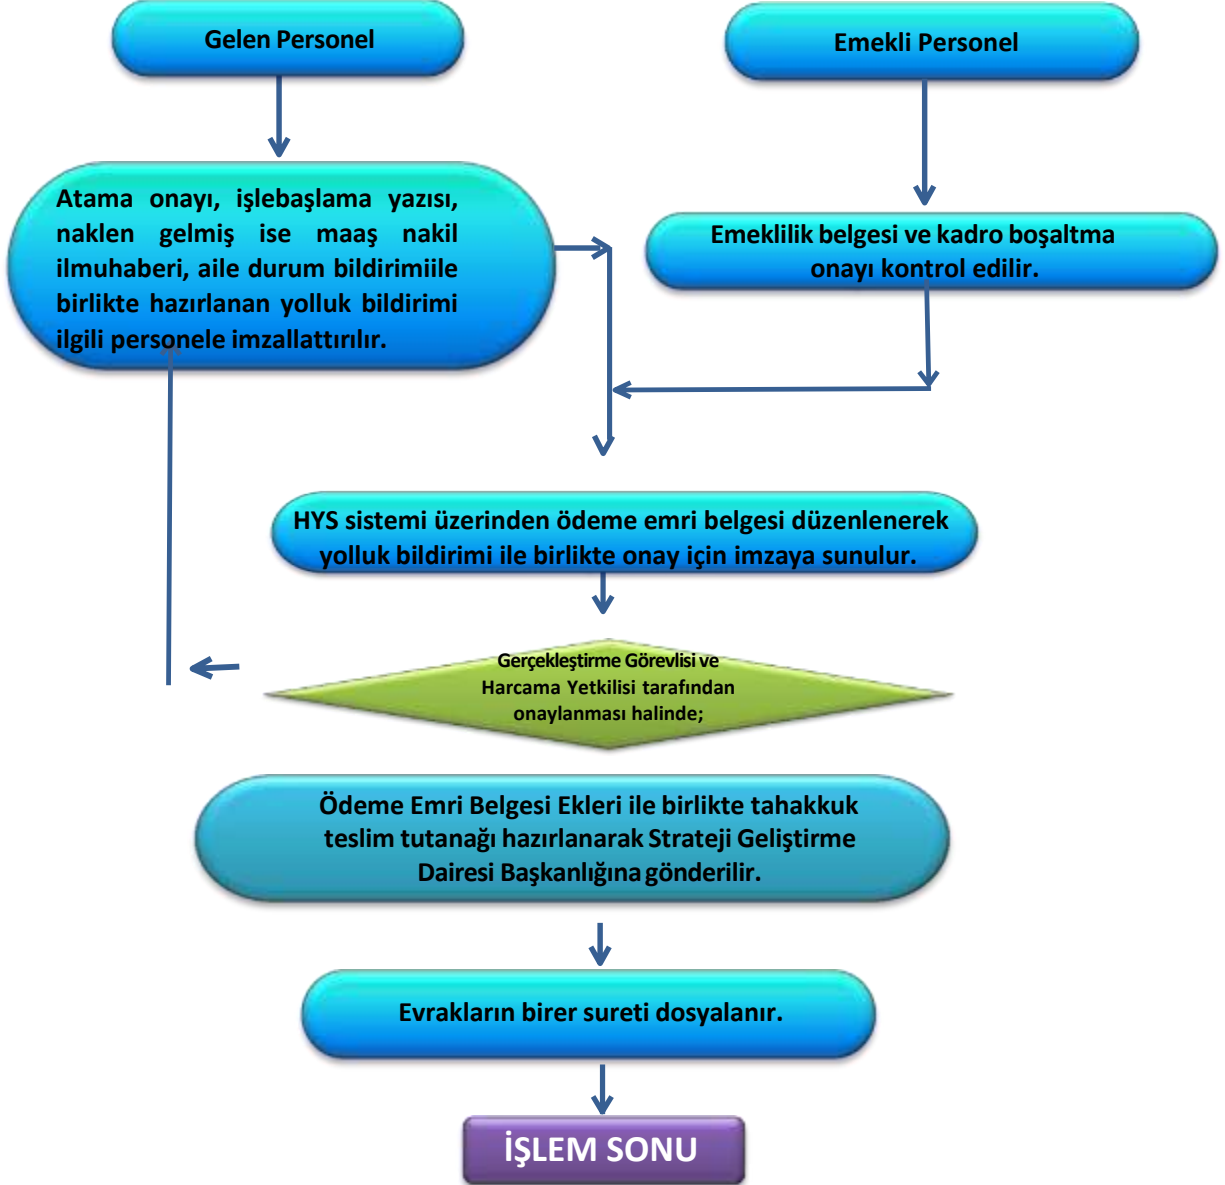 Gelen Personel
Emekli Personel
Atama onayı, işlebaşlama yazısı,
naklen gelmiş ise maaş nakil
ilmuhaberi, aile durum bildirimiile
birlikte hazırlanan yolluk bildirimi
ilgili personele imzallattırılır.
Emeklilik belgesi ve kadro boşaltma
onayı kontrol edilir.
HYS sistemi üzerinden ödeme emri belgesi düzenlenerek
yolluk bildirimi ile birlikte onay için imzaya sunulur.
Gerçekleştirme Görevlisi ve
Harcama Yetkilisi tarafından
onaylanması halinde;
Ödeme Emri Belgesi Ekleri ile birlikte tahakkuk
teslim tutanağı hazırlanarak Strateji Geliştirme
Dairesi Başkanlığına gönderilir.
Evrakların birer sureti dosyalanır.
İŞLEM SONU